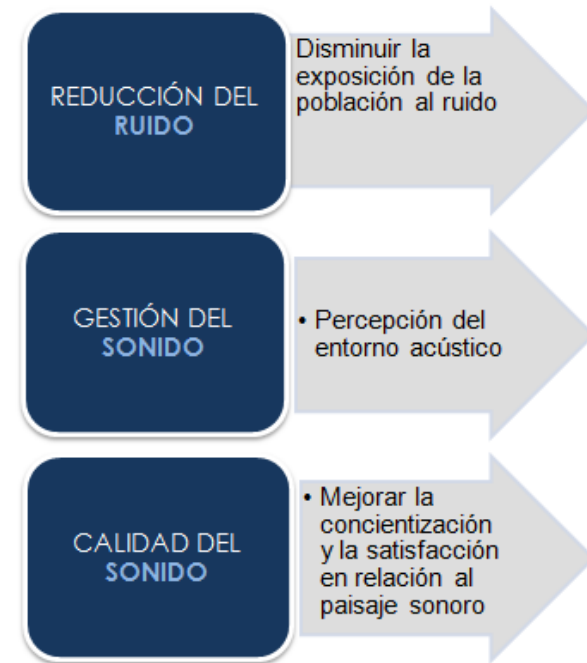 REDUCCIÓN DEL
RUIDO
Disminuir la
exposición de la
población al ruido
GESTIÓN DEL
SONIDO
• Percepción del
entorno acústico
CALIDAD DEL
SONIDO
• Mejorar la
concientización
y la satisfacción
en relación al
paisaje sonoro